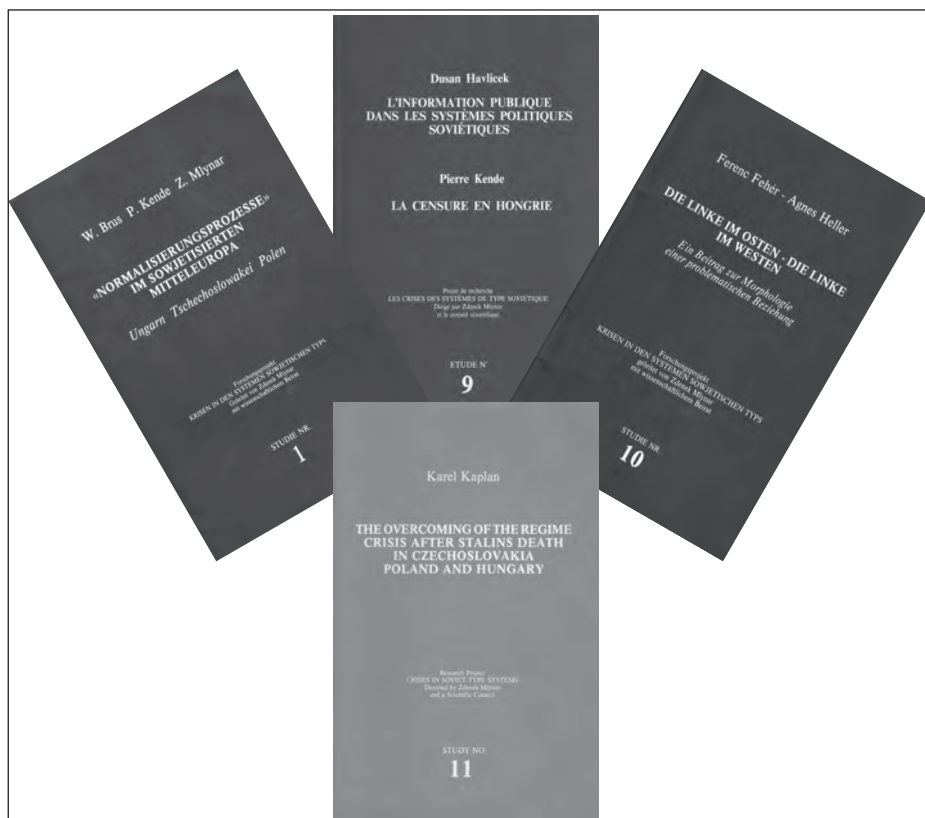 W. Brus P. Kende Z. Mlynar
«NORMALISIERUNGSPROZESSE»
IM SOWJETISIERTEN
MITTELEUROPA
Ungarn Tschechoslowakei Polen
Forschungsprojekt
KRISEN IN DEN SYSTEMEN SOWJETISCHEN TYPS
Geleitet von Zdenek Mlynar
mit wissenschaftlichem Beirat
STUDIE NR.
1
Dusan Havlicek
L'INFORMATION PUBLIQUE
DANS LES SYSTÈMES POLITIQUES
SOVIÉTIQUES
Pierre Kende
LA CENSURE EN HONGRIE
Projet de recherche
LES CRISES DES SYSTÈMES DE TYPE SOVIÉTIQUE
Dirigé par Zdenek Mlynar
et le conseil scientifique
ETUDE N°
9
Ferenc Fehér - Agnes Heller
DIE LINKE IM OSTEN - DIE LINKE
IM WESTEN
Ein Beitrag zur Morphologie
einer problematischen Beziehung
Forschungsprojekt
KRISEN IN DEN SYSTEMEN SOWJETISCHEN TYPS
geleitet von Zdenek Mlynar
mit wissenschaftlichem Beirat
STUDIE NR.
10
Karel Kaplan
THE OVERCOMING OF THE REGIME
CRISIS AFTER STALINS DEATH
IN CZECHOSLOVAKIA
POLAND AND HUNGARY
Research Project
CRISES IN SOVIET-TYPE SYSTEMS
Directed by Zdenek Mlynar
and a Scientific Council
STUDY NO.
11